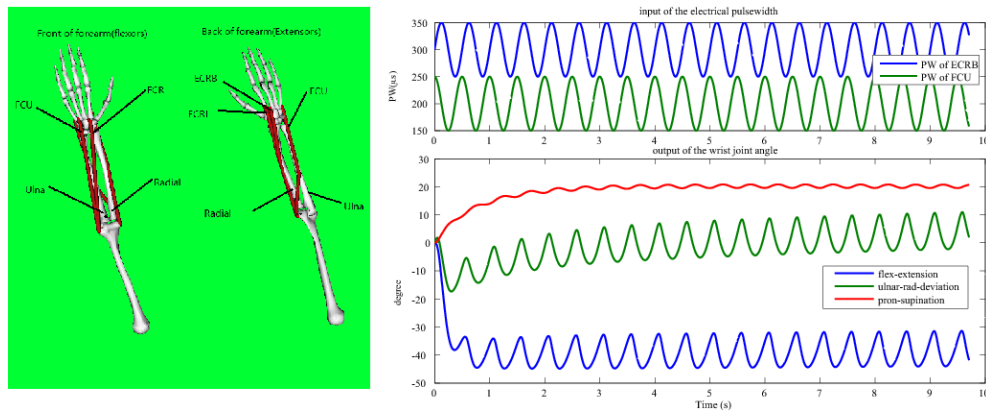 Front of forearm(flexors)
FCU
FCR
Ulna
Radial
Back of forearm(Extensors)
ECRB
FCU
ECRL
Radial
Ulna
input of the electrical pulsewidth
PW(μs)
350
300
250
200
150
PW of ECRB
PW of FCU
0 1 2 3 4 5 6 7 8 9 10
output of the wrist joint angle
degree
30
20
10
0
-10
-20
-30
-40
-50
flex-extension
ulnar-rad-deviation
pron-supination
0 1 2 3 4 5 6 7 8 9 10
Time (s)